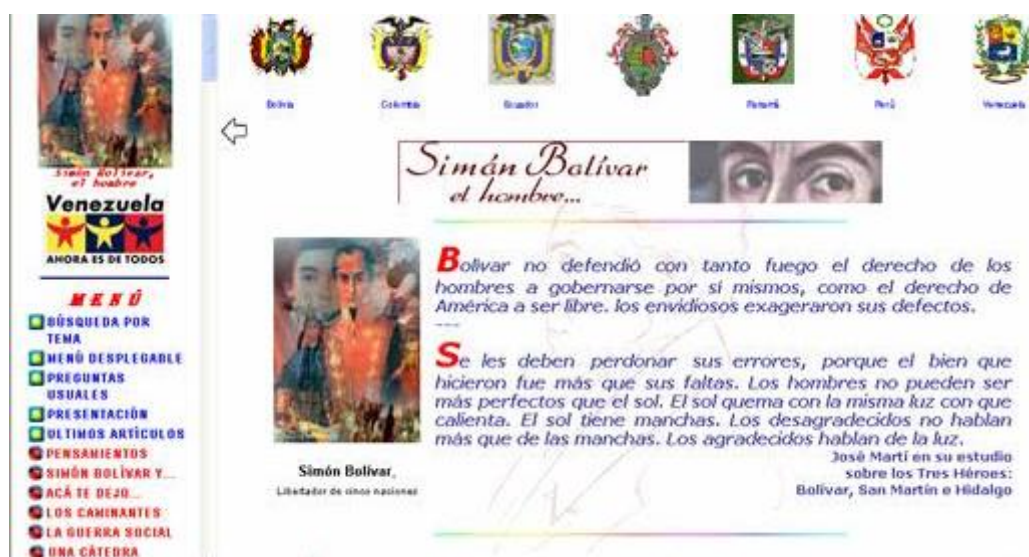 Simón Bolívar,
el hombre
Venezuela
AHORA ES DE TODOS
MENÚ
BÚSQUEDA POR
TEMA
MENÚ DESPLEGABLE
PREGUNTAS
USUALES
PRESENTACIÓN
ULTIMOS ARTÍCULOS
PENSAMIENTOS
SIMÓN BOLÍVAR Y...
ACÁ TE DEJO...
LOS CAMINANTES
LA GUERRA SOCIAL
UNA CÁTEDRA
Bolivia
Colombia
Ecuador
Panamá
Perú
Venezuela
Simón Bolívar
el hombre...
Bolivar no defendió con tanto fuego el derecho de los
hombres a gobernarse por sí mismos, como el derecho de
América a ser libre. los envidiosos exageraron sus defectos.
---
Se les deben perdonar sus errores, porque el bien que
hicieron fue más que sus faltas. Los hombres no pueden ser
más perfectos que el sol. El sol quema con la misma luz con que
calienta. El sol tiene manchas. Los desagradecidos no hablan
más que de las manchas. Los agradecidos hablan de la luz.
José Martí en su estudio
sobre los Tres Héroes:
Bolívar, San Martín e Hidalgo
Simón Bolívar,
Libertador de cinco naciones